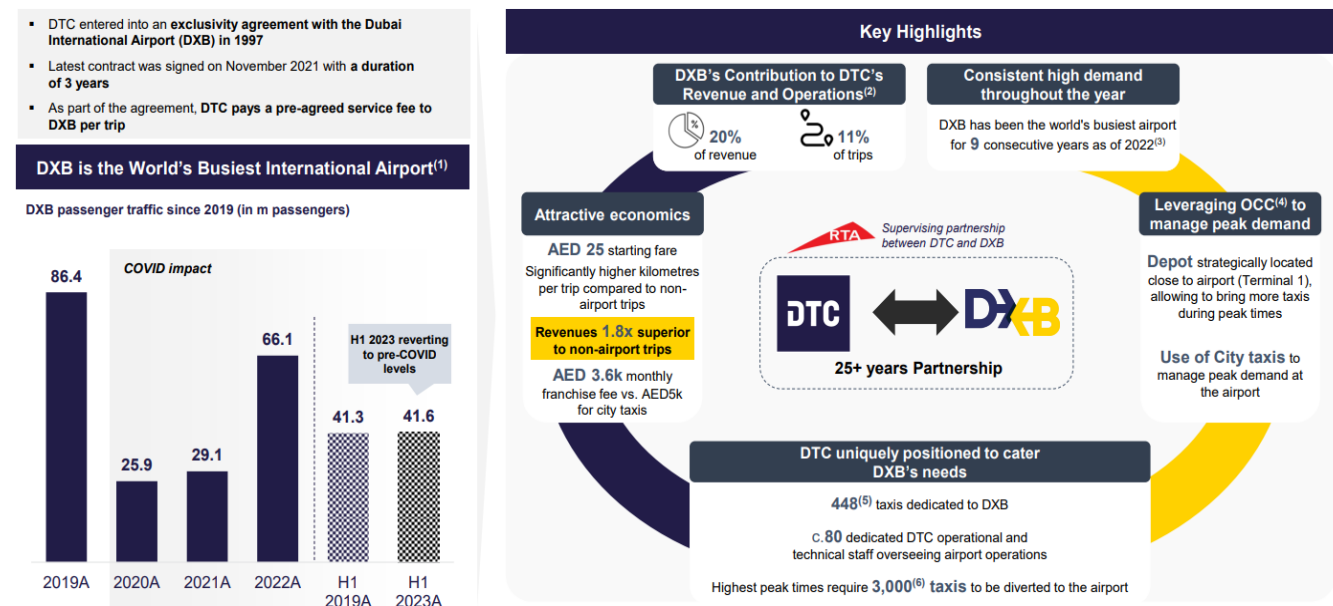 ▪ DTC entered into an exclusivity agreement with the Dubai
International Airport (DXB) in 1997
▪ Latest contract was signed on November 2021 with a duration
of 3 years
▪ As part of the agreement, DTC pays a pre-agreed service fee to
DXB per trip
DXB is the World's Busiest International Airport(1)
DXB passenger traffic since 2019 (in m passengers)
COVID impact
86.4
25.9
29.1
66.1
H1 2023 reverting
to pre-COVID
levels
41.3
41.6
2019A
2020A
2021A
2022A
H1
2019A
H1
2023A
Key Highlights
DXB's Contribution to DTC's
Revenue and Operations(2)
%
20%
of revenue
11%
of trips
Consistent high demand
throughout the year
DXB has been the world's busiest airport
for 9 consecutive years as of 2022(3)
Attractive economics
AED 25 starting fare
Significantly higher kilometres
per trip compared to non-
airport trips
Revenues 1.8x superior
to non-airport trips
AED 3.6k monthly
franchise fee vs. AED5k
for city taxis
RTA
Supervising partnership
between DTC and DXB
DTC
DXB
25+ years Partnership
Leveraging OCC(4) to
manage peak demand
Depot strategically located
close to airport (Terminal 1),
allowing to bring more taxis
during peak times
Use of City taxis to
manage peak demand at
the airport
DTC uniquely positioned to cater
DXB's needs
448(5) taxis dedicated to DXB
c.80 dedicated DTC operational and
technical staff overseeing airport operations
Highest peak times require 3,000(6) taxis to be diverted to the airport